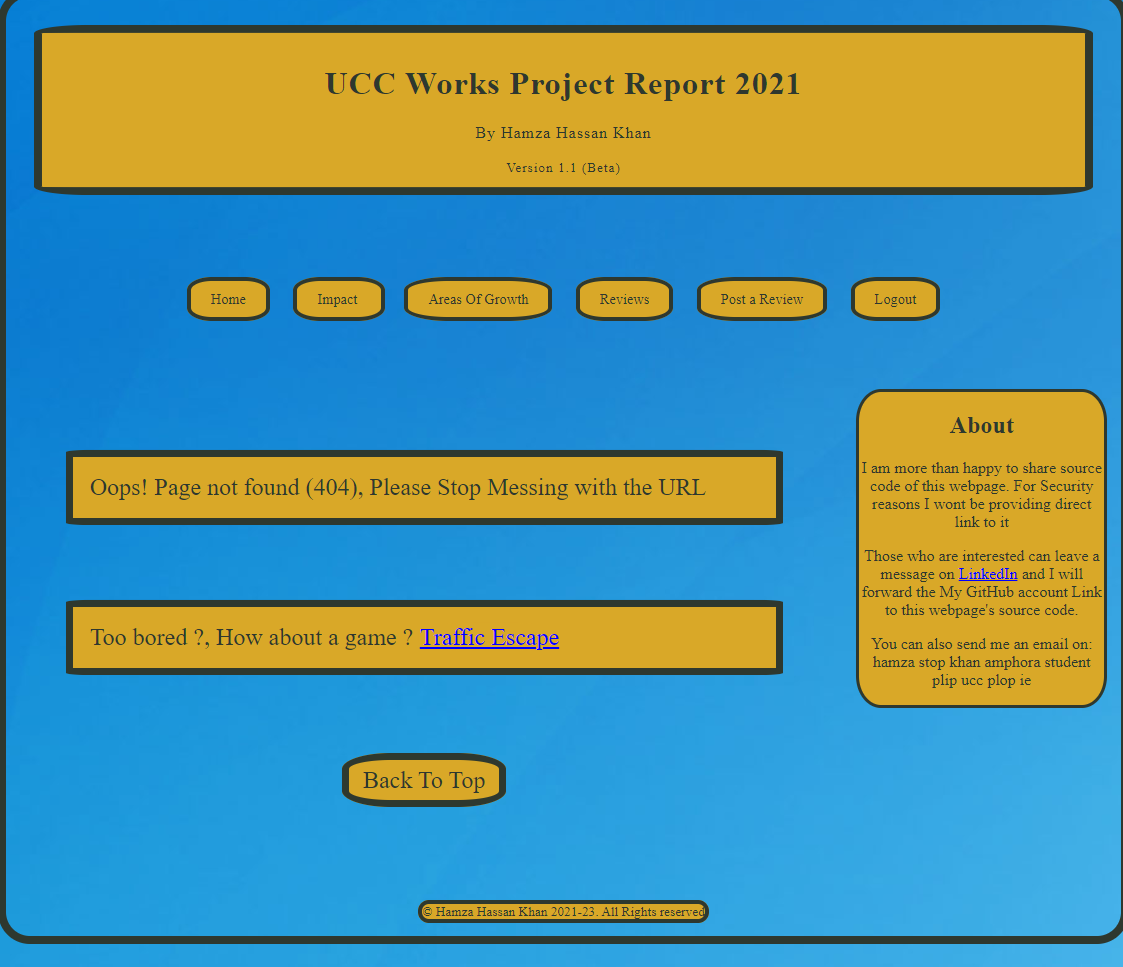 UCC Works Project Report 2021
By Hamza Hassan Khan
Version 1.1 (Beta)
Home Impact Areas Of Growth Reviews Post a Review Logout
Oops! Page not found (404), Please Stop Messing with the URL
Too bored ?, How about a game ? Traffic Escape
Back To Top
About
I am more than happy to share source
code of this webpage. For Security
reasons I wont be providing direct
link to it
Those who are interested can leave a
message on LinkedIn and I will
forward the My GitHub account Link
to this webpage's source code.
You can also send me an email on:
hamza stop khan amphora student
plip ucc plop ie
© Hamza Hassan Khan 2021-23. All Rights reserved